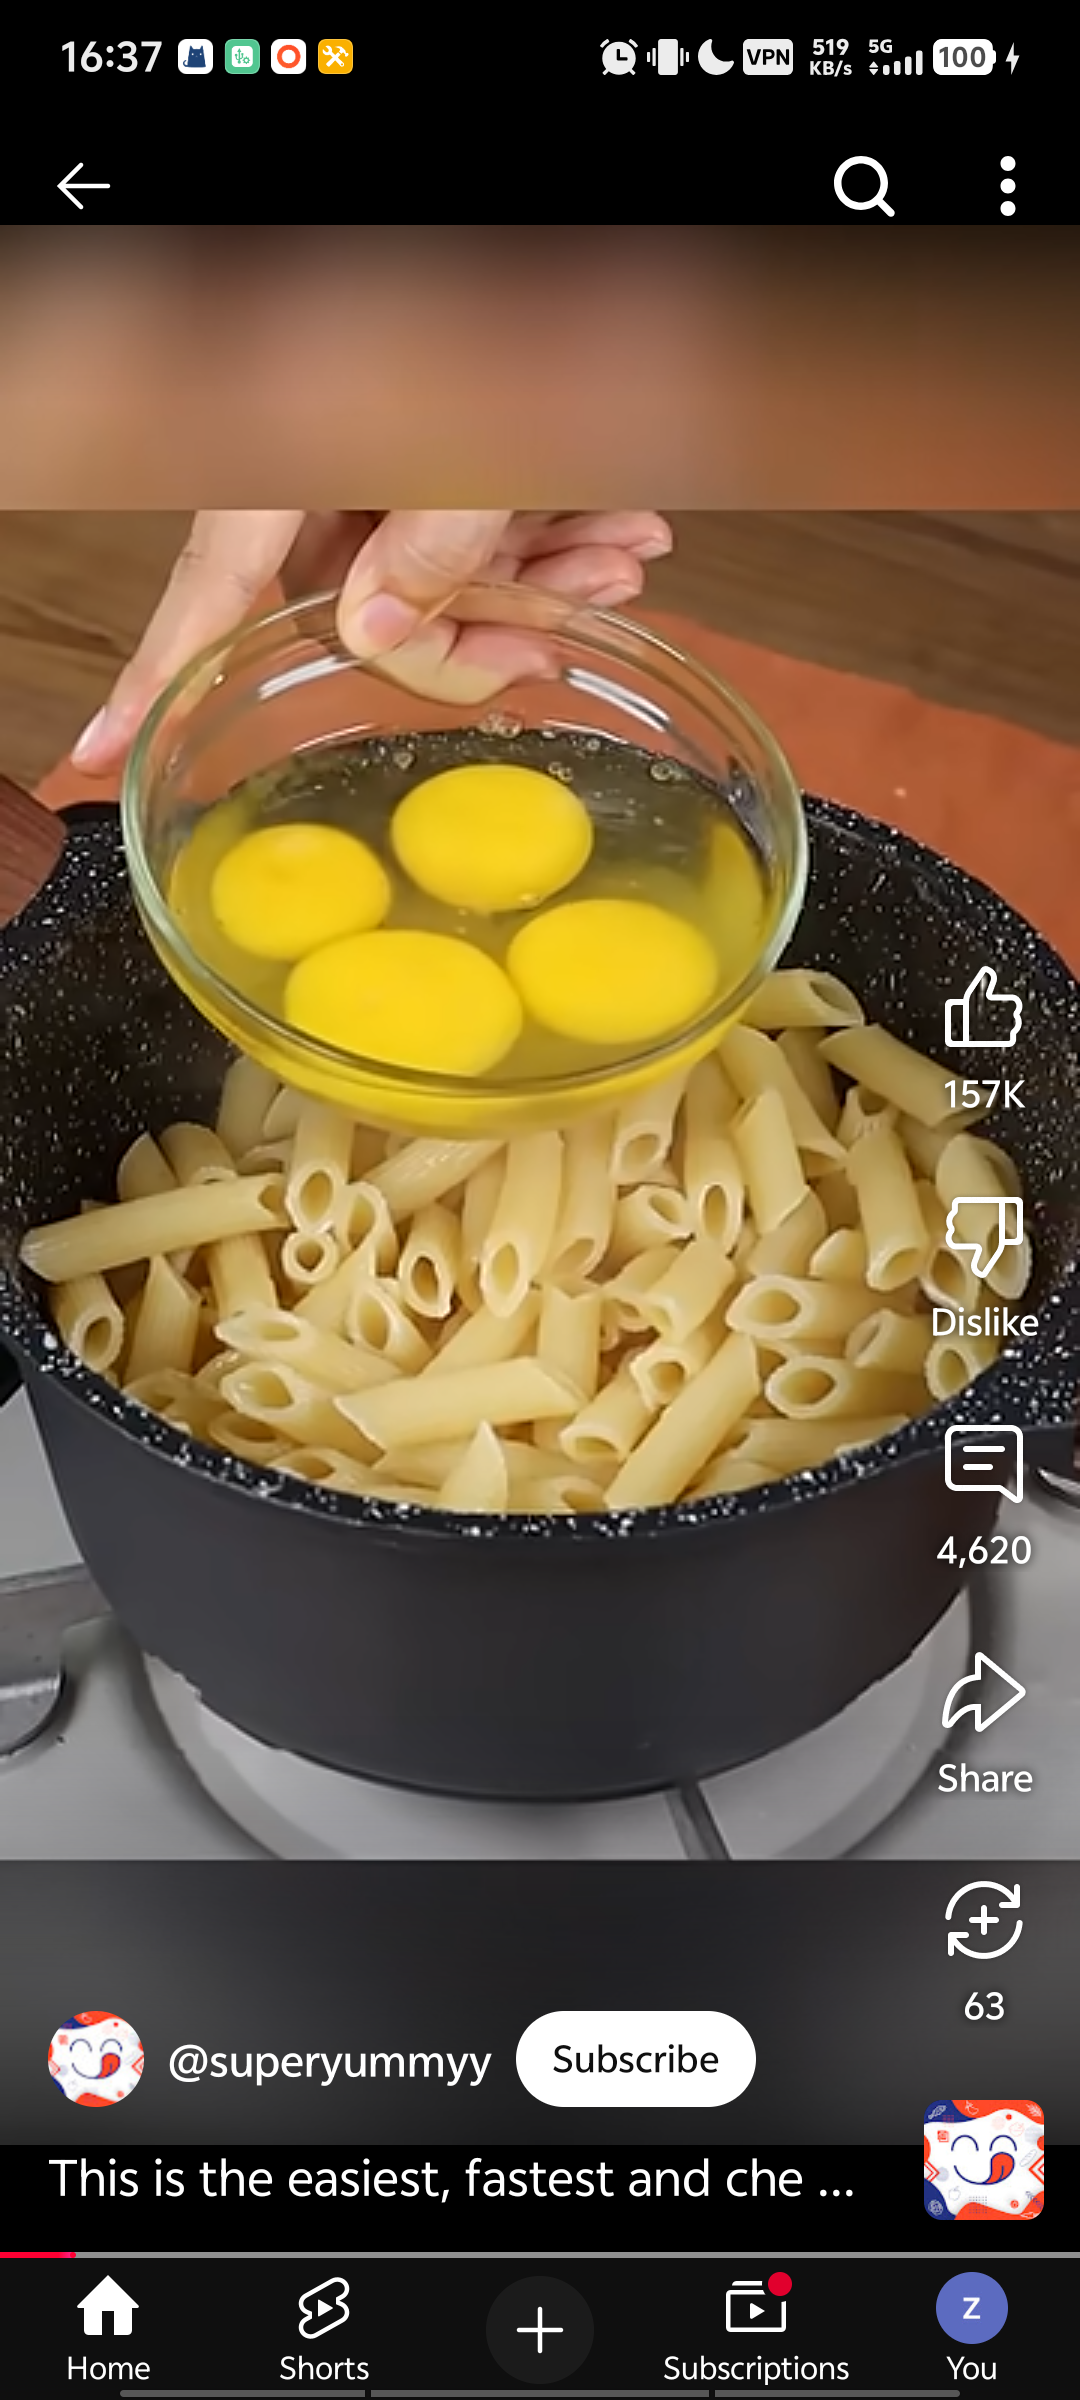 16:37
VPN
519
KB/s
5G
100
157K
Dislike
4,620
Share
63
@superyummyy
Subscribe
This is the easiest, fastest and che ...
Home
Shorts
Subscriptions
Z
You